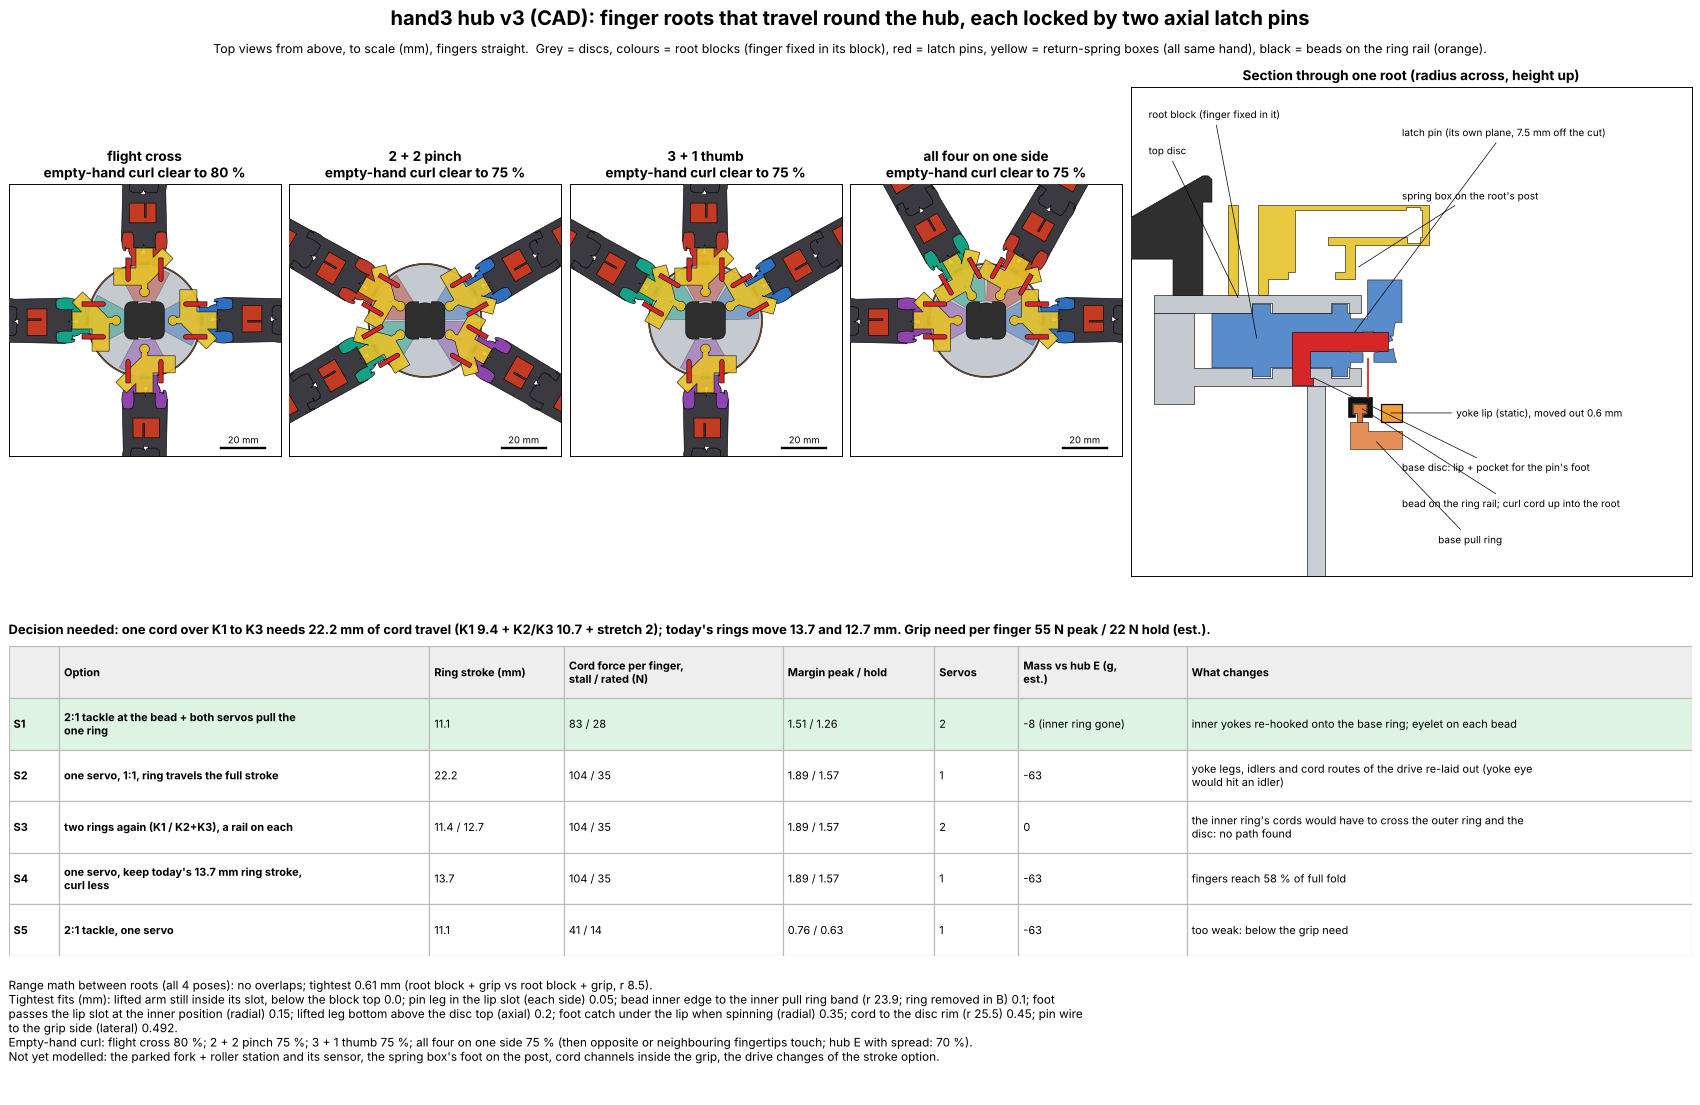 hand3 hub v3 (CAD): finger roots that travel round the hub, each locked by two axial latch pins
Top views from above, to scale (mm), fingers straight.  Grey = discs, colours = root blocks (finger fixed in its block), red = latch pins, yellow = return-spring boxes (all same hand), black = beads on the ring rail (orange).
flight cross
empty-hand curl clear to 80 %
20 mm
2 + 2 pinch
empty-hand curl clear to 75 %
20 mm
3 + 1 thumb
empty-hand curl clear to 75 %
20 mm
all four on one side
empty-hand curl clear to 75 %
20 mm
Section through one root (radius across, height up)
root block (finger fixed in it)
latch pin (its own plane, 7.5 mm off the cut)
top disc
spring box on the root's post
yoke lip (static), moved out 0.6 mm
base disc: lip + pocket for the pin's foot
bead on the ring rail; curl cord up into the root
base pull ring
Decision needed: one cord over K1 to K3 needs 22.2 mm of cord travel (K1 9.4 + K2/K3 10.7 + stretch 2); today's rings move 13.7 and 12.7 mm. Grip need per finger 55 N peak / 22 N hold (est.).
Option
Ring stroke (mm)
Cord force per finger,
stall / rated (N)
Margin peak / hold
Servos
Mass vs hub E (g,
est.)
What changes
S1
2:1 tackle at the bead + both servos pull the
one ring
11.1
83 / 28
1.51 / 1.26
2
-8 (inner ring gone)
inner yokes re-hooked onto the base ring; eyelet on each bead
S2
one servo, 1:1, ring travels the full stroke
22.2
104 / 35
1.89 / 1.57
1
-63
yoke legs, idlers and cord routes of the drive re-laid out (yoke eye
would hit an idler)
S3
two rings again (K1 / K2+K3), a rail on each
11.4 / 12.7
104 / 35
1.89 / 1.57
2
0
the inner ring's cords would have to cross the outer ring and the
disc: no path found
S4
one servo, keep today's 13.7 mm ring stroke,
curl less
13.7
104 / 35
1.89 / 1.57
1
-63
fingers reach 58 % of full fold
S5
2:1 tackle, one servo
11.1
41 / 14
0.76 / 0.63
1
-63
too weak: below the grip need
Range math between roots (all 4 poses): no overlaps; tightest 0.61 mm (root block + grip vs root block + grip, r 8.5).
Tightest fits (mm): lifted arm still inside its slot, below the block top 0.0; pin leg in the lip slot (each side) 0.05; bead inner edge to the inner pull ring band (r 23.9; ring removed in B) 0.1; foot
passes the lip slot at the inner position (radial) 0.15; lifted leg bottom above the disc top (axial) 0.2; foot catch under the lip when spinning (radial) 0.35; cord to the disc rim (r 25.5) 0.45; pin wire
to the grip side (lateral) 0.492.
Empty-hand curl: flight cross 80 %; 2 + 2 pinch 75 %; 3 + 1 thumb 75 %; all four on one side 75 % (then opposite or neighbouring fingertips touch; hub E with spread: 70 %).
Not yet modelled: the parked fork + roller station and its sensor, the spring box's foot on the post, cord channels inside the grip, the drive changes of the stroke option.